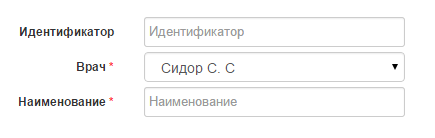 Идентификатор Идентификатор
Врач * Сидор С. С
Наименование * Наименование